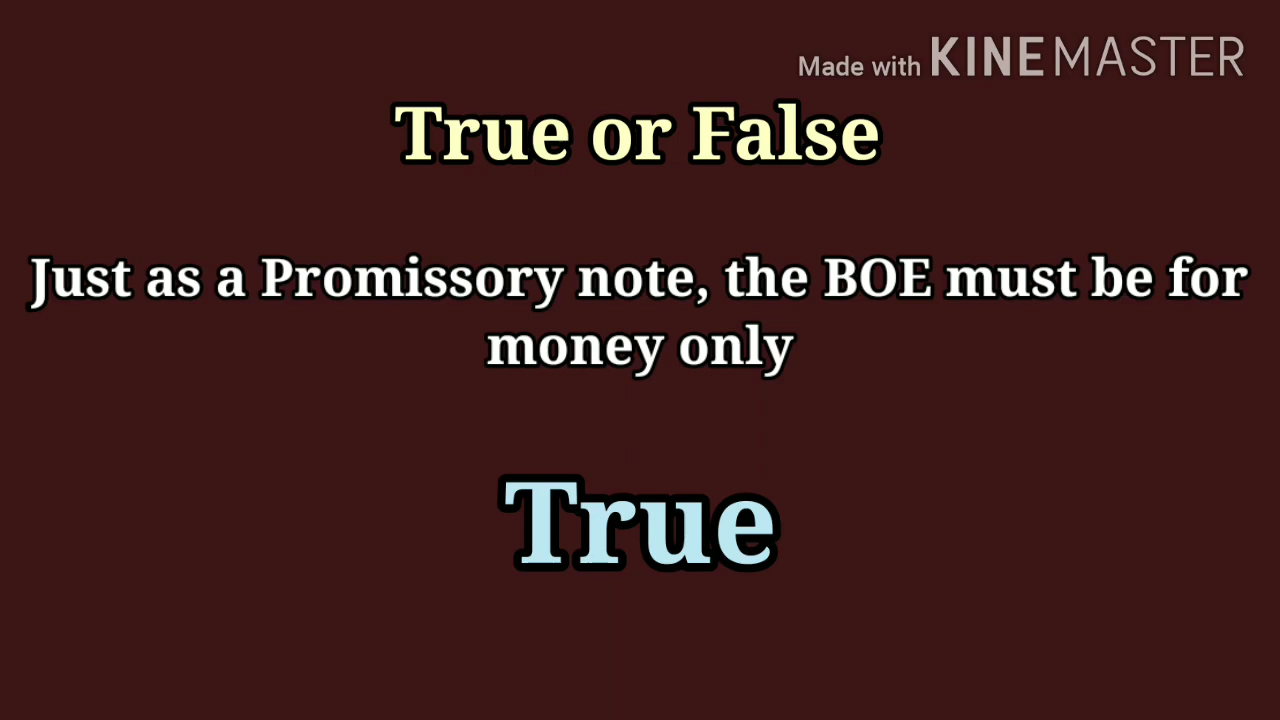 Made with KINEMASTER
True or False
Just as a Promissory note, the BOE must be for
money only
True